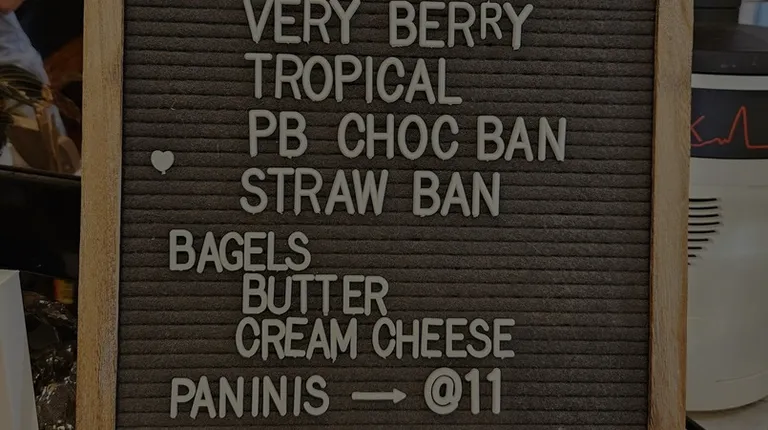 VERY BERRY
TROPICAL
PB CHOC BAN
STRAW BAN
BAGELS
BUTTER
CREAM CHEESE
PANINIS → @11